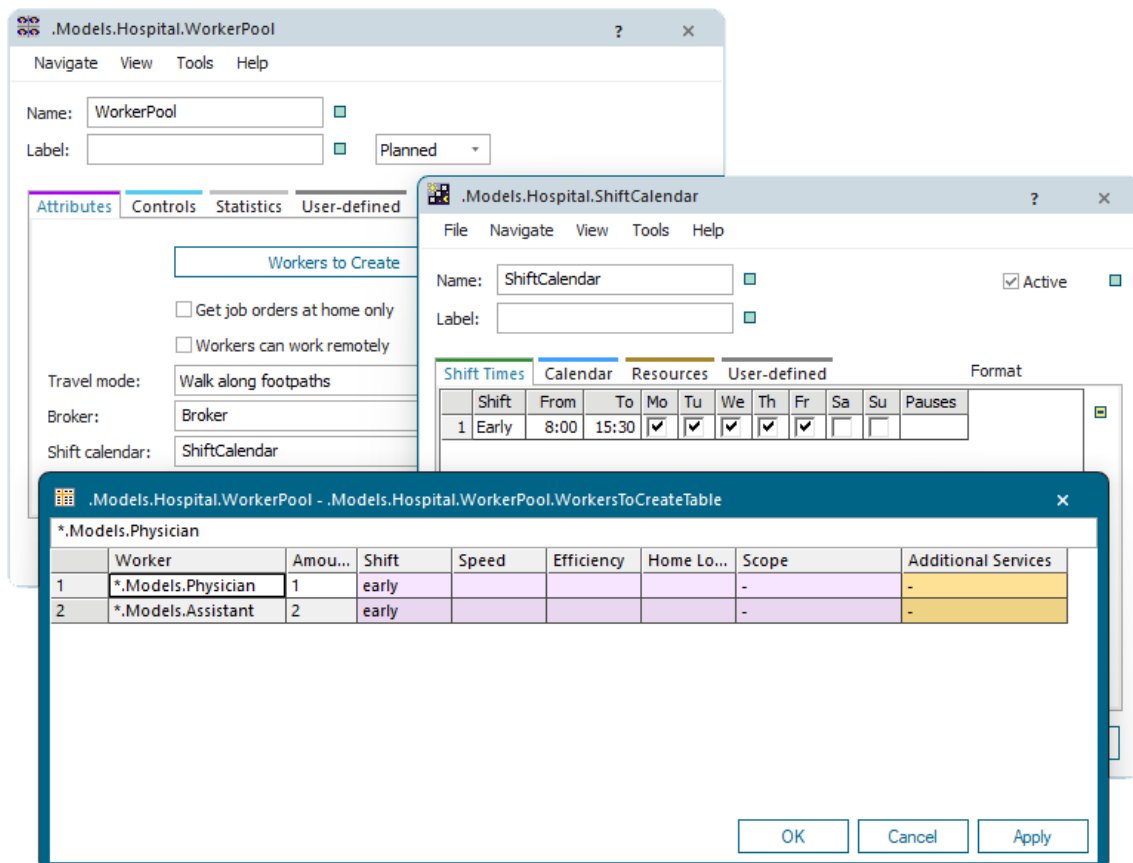 .Models.Hospital.WorkerPool ? ×
Navigate View Tools Help
Name: WorkerPool
Label: Planned
Attributes Controls Statistics User-defined
Workers to Create
Get job orders at home only
Workers can work remotely
Travel mode: Walk along footpaths
Broker: Broker
Shift calendar: ShiftCalendar
.Models.Hospital.ShiftCalendar ? ×
File Navigate View Tools Help
Name: ShiftCalendar Active
Label:
Shift Times Calendar Resources User-defined Format
Shift From To Mo Tu We Th Fr Sa Su Pauses
1 Early 8:00 15:30
.Models.Hospital.WorkerPool - .Models.Hospital.WorkerPool.WorkersToCreateTable ×
*.Models.Physician
Worker Amou... Shift Speed Efficiency Home Lo... Scope Additional Services
1 *.Models.Physician 1 early - -
2 *.Models.Assistant 2 early - -
OK Cancel Apply